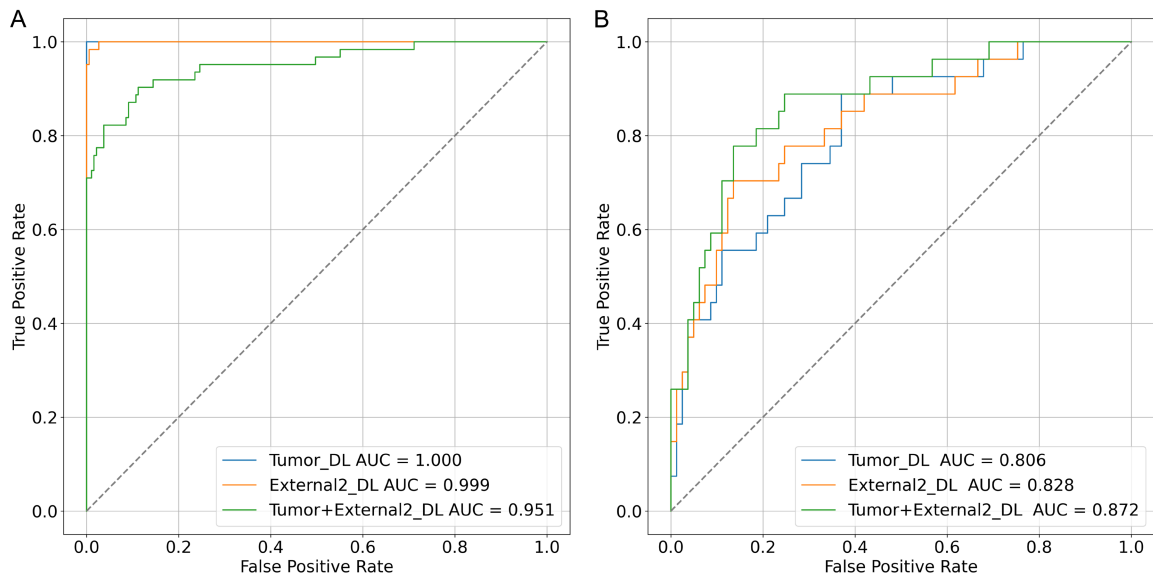 A
1.0
0.8
0.6
0.4
0.2
0.0
True Positive Rate
0.0 0.2 0.4 0.6 0.8 1.0
False Positive Rate
Tumor_DL AUC = 1.000
External2_DL AUC = 0.999
Tumor+External2_DL AUC = 0.951
B
1.0
0.8
0.6
0.4
0.2
0.0
True Positive Rate
0.0 0.2 0.4 0.6 0.8 1.0
False Positive Rate
Tumor_DL  AUC = 0.806
External2_DL  AUC = 0.828
Tumor+External2_DL  AUC = 0.872